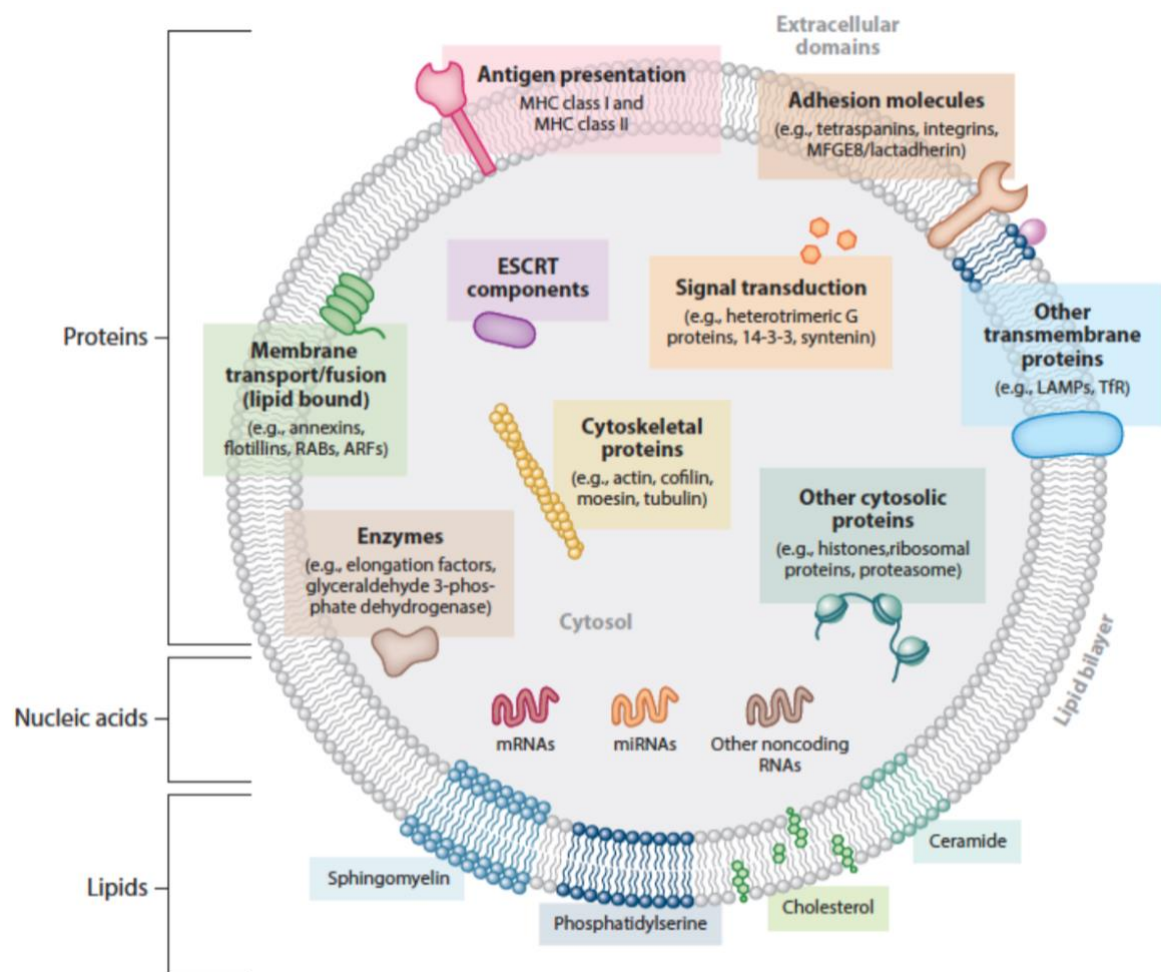 Extracellular
domains
Antigen presentation
MHC class I and
MHC class II
Adhesion molecules
(e.g., tetraspanins, integrins,
MFGE8/lactadherin)
ESCRT
components
Signal transduction
(e.g., heterotrimeric G
proteins, 14-3-3, syntenin)
Other
transmembrane
proteins
(e.g., LAMPs, TfR)
Proteins
Membrane
transport/fusion
(lipid bound)
(e.g., annexins,
flotillins, RABs, ARFs)
Cytoskeletal
proteins
(e.g., actin, cofilin,
moesin, tubulin)
Other cytosolic
proteins
(e.g., histones,ribosomal
proteins, proteasome)
Enzymes
(e.g., elongation factors,
glyceraldehyde 3-phos-
phate dehydrogenase)
Cytosol
Lipid bilayer
Nucleic acids
mRNAs
miRNAs
Other noncoding
RNAs
Lipids
Sphingomyelin
Phosphatidylserine
Cholesterol
Ceramide